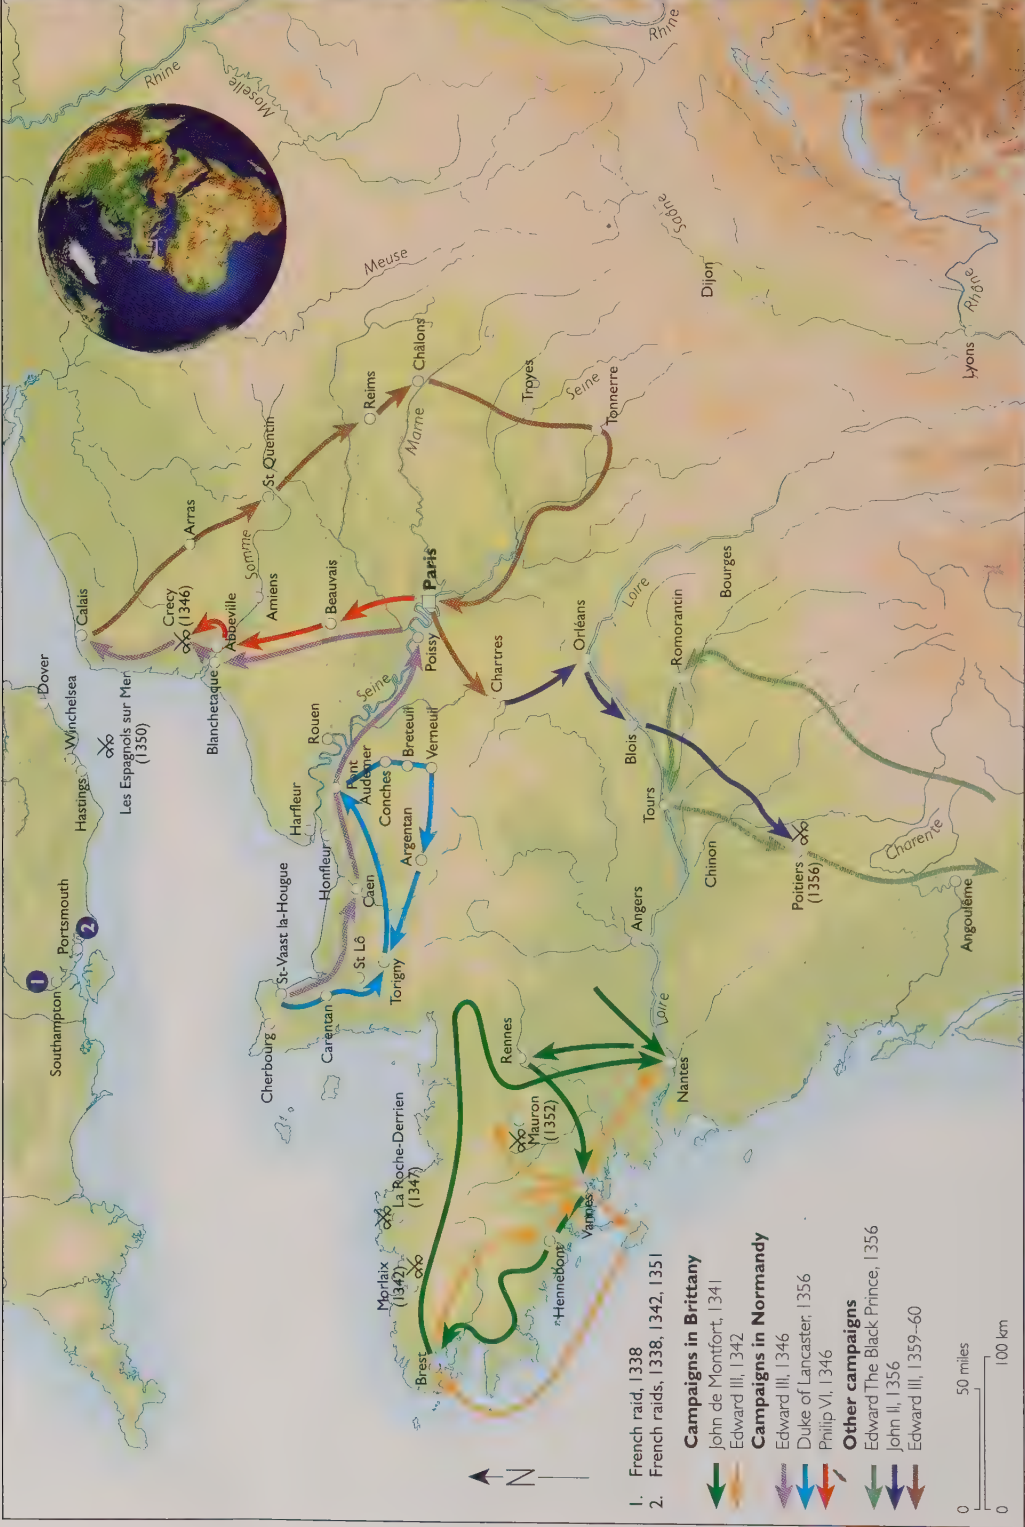 Southampton
1
Portsmouth
2
Hastings
Winchelsea
Dover
Les Espagnols sur Mer
(1350)
Calais
Crecy
(1346)
Arras
St Quentin
Somme
Abbeville
Blanchetaque
Amiens
Beauvais
Reims
Châlons
Marne
Meuse
Moselle
Rhine
Rhine
Cherbourg
St-Vaast la-Hougue
Carentan
St Lô
Torigny
Caen
Honfleur
Harfleur
Rouen
Seine
Pont
Audemer
Conches
Breteuil
Verneuil
Argentan
Poissy
Paris
Chartres
Troyes
Seine
Tonnerre
Orléans
Loire
Blois
Romorantin
Bourges
Tours
Chinon
Angers
Loire
Poitiers
(1356)
Charente
Angoulême
Dijon
Saône
Rhône
Lyons
La Roche-Derrien
(1347)
Morlaix
(1342)
Brest
Rennes
Mauron
(1352)
Nantes
Vannes
Hennebont
N
1. French raid, 1338
2. French raids, 1338, 1342, 1351
Campaigns in Brittany
John de Montfort, 1341
Edward III, 1342
Campaigns in Normandy
Edward III, 1346
Duke of Lancaster, 1356
Philip VI, 1346
Other campaigns
Edward The Black Prince, 1356
John II, 1356
Edward III, 1359–60
0 50 miles
0 100 km